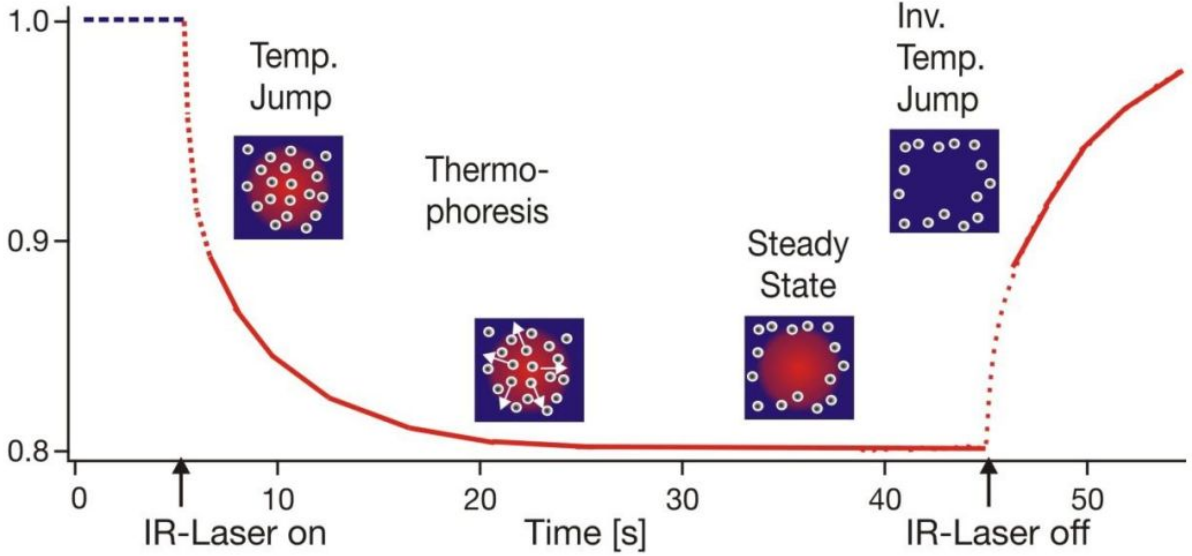 1.0
0.9
0.8
Temp.
Jump
Thermo-
phoresis
Steady
State
Inv.
Temp.
Jump
0 10 20 30 40 50
IR-Laser on Time [s] IR-Laser off